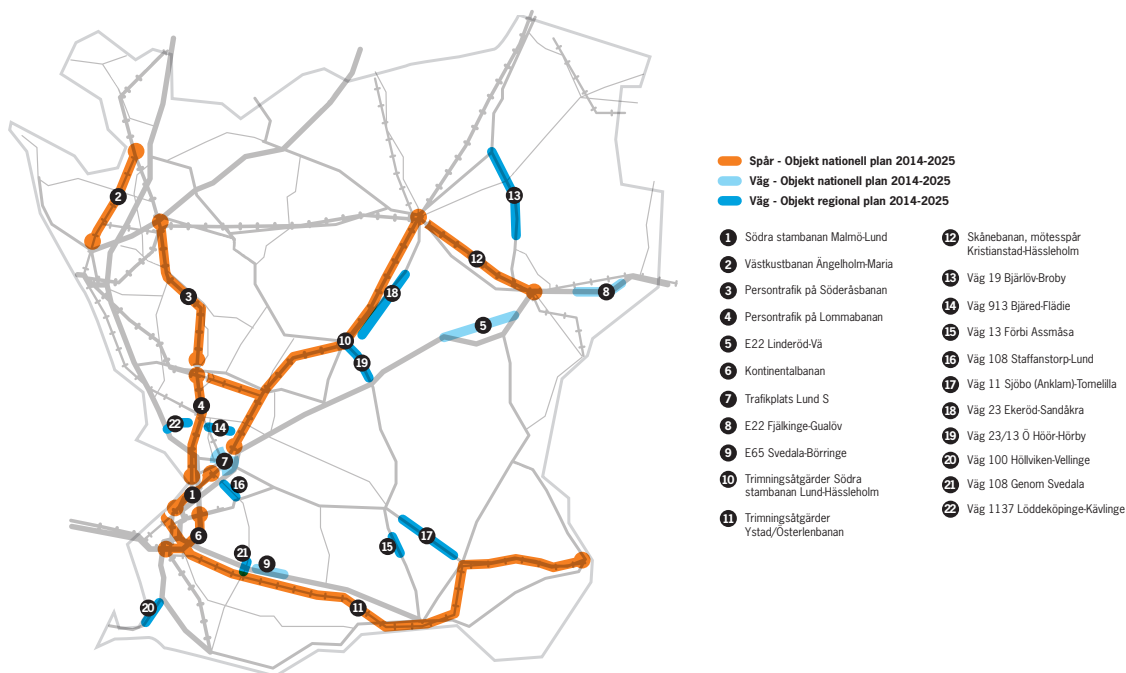 Spår - Objekt nationell plan 2014-2025
Väg - Objekt nationell plan 2014-2025
Väg - Objekt regional plan 2014-2025
1 Södra stambanan Malmö-Lund
2 Västkustbanan Ängelholm-Maria
3 Persontrafik på Söderåsbanan
4 Persontrafik på Lommabanan
5 E22 Linderöd-Vä
6 Kontinentalbanan
7 Trafikplats Lund S
8 E22 Fjälkinge-Gualöv
9 E65 Svedala-Börringe
10 Trimningsåtgärder Södra
stambanan Lund-Hässleholm
11 Trimningsåtgärder
Ystad/Österlenbanan
12 Skånebanan, mötesspår
Kristianstad-Hässleholm
13 Väg 19 Bjärlöv-Broby
14 Väg 913 Bjäred-Flädie
15 Väg 13 Förbi Assmåsa
16 Väg 108 Staffanstorp-Lund
17 Väg 11 Sjöbo (Anklam)-Tomelilla
18 Väg 23 Ekeröd-Sandåkra
19 Väg 23/13 Ö Höör-Hörby
20 Väg 100 Höllviken-Vellinge
21 Väg 108 Genom Svedala
22 Väg 1137 Löddeköpinge-Kävlinge
2
13
3
12
8
18
5
10
19
4
22
14
7
16
1
6
17
15
21
9
20
11